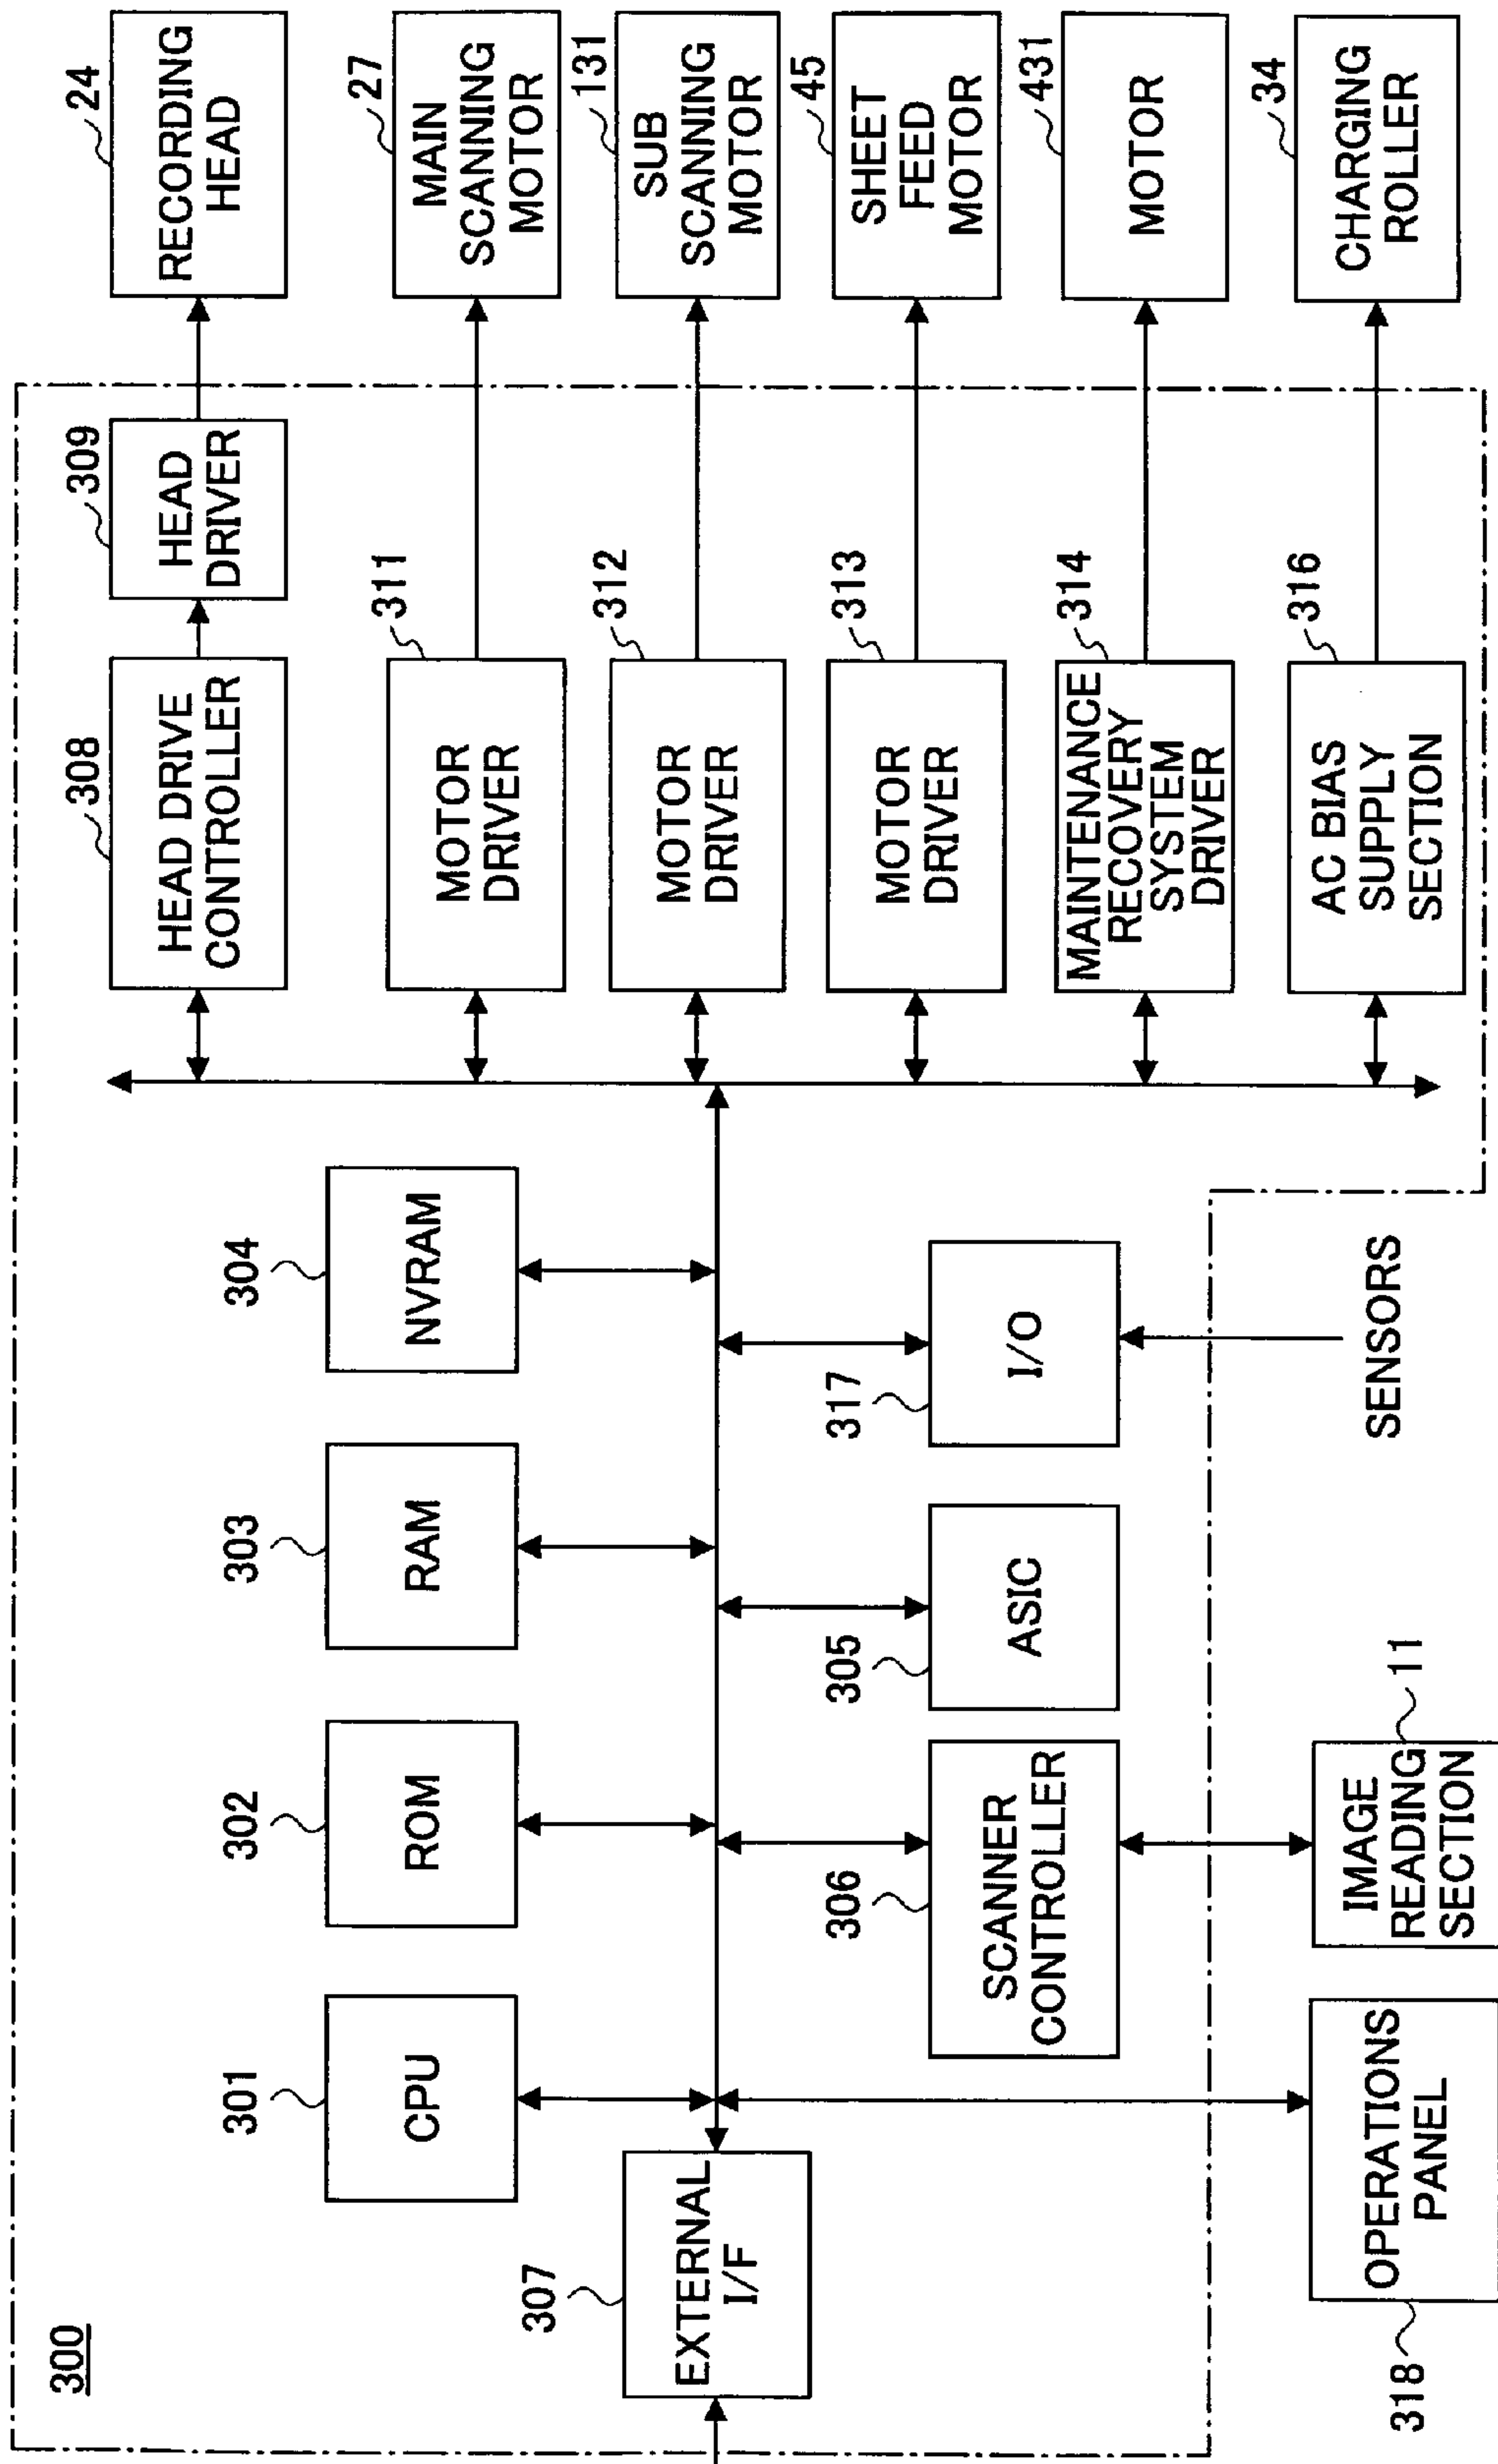 300
307
EXTERNAL
I/F
301
CPU
302
ROM
303
RAM
304
NVRAM
306
SCANNER
CONTROLLER
305
ASIC
317
I/O
318
OPERATIONS
PANEL
IMAGE
READING
SECTION
11
SENSORS
308
HEAD DRIVE
CONTROLLER
309
HEAD
DRIVER
24
RECORDING
HEAD
311
MOTOR
DRIVER
27
MAIN
SCANNING
MOTOR
312
MOTOR
DRIVER
131
SUB
SCANNING
MOTOR
313
MOTOR
DRIVER
45
SHEET
FEED
MOTOR
314
MAINTENANCE
RECOVERY
SYSTEM
DRIVER
431
MOTOR
316
AC BIAS
SUPPLY
SECTION
34
CHARGING
ROLLER